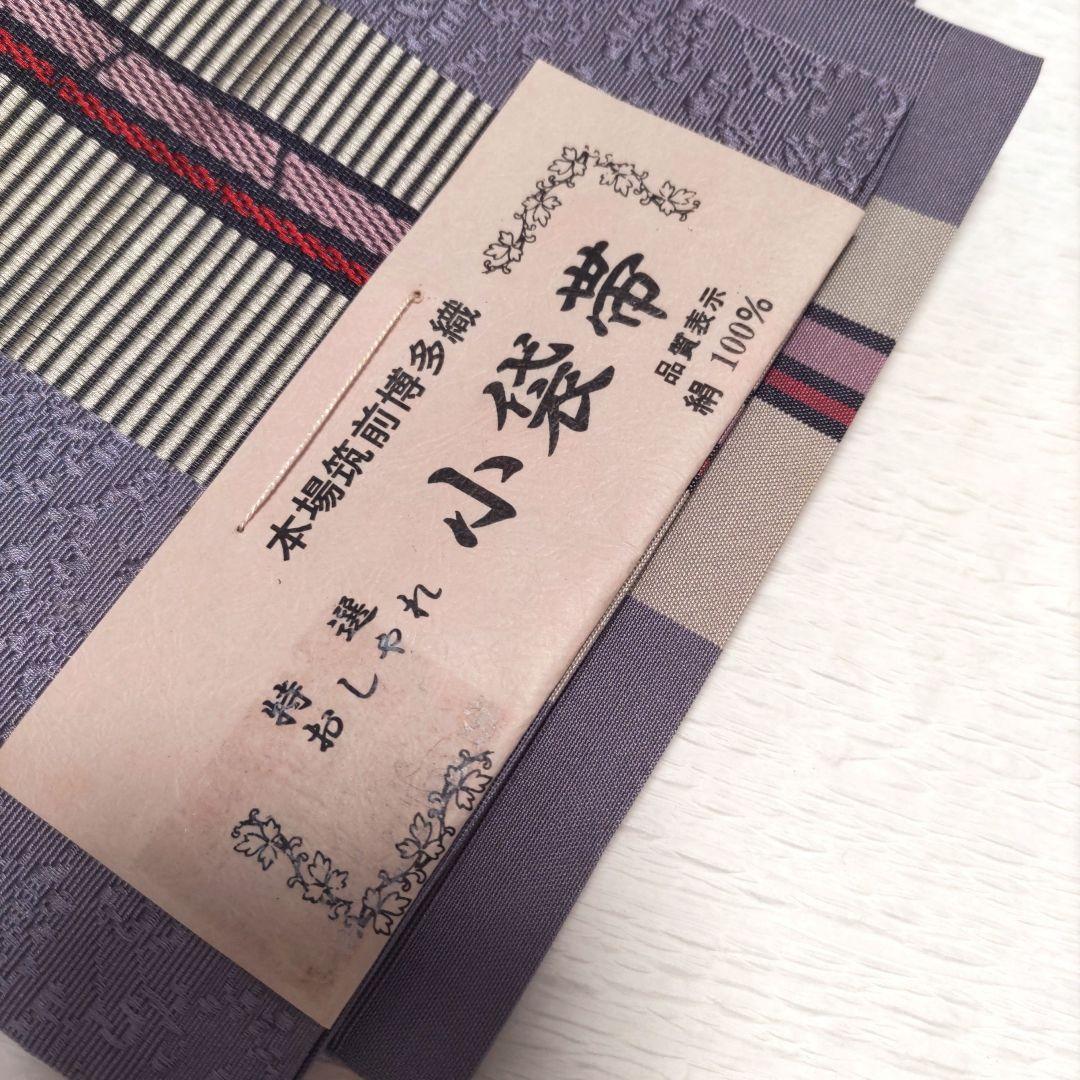 本場筑前博多織
特選
おしゃれ
小袋帯
品質表示
絹 100%